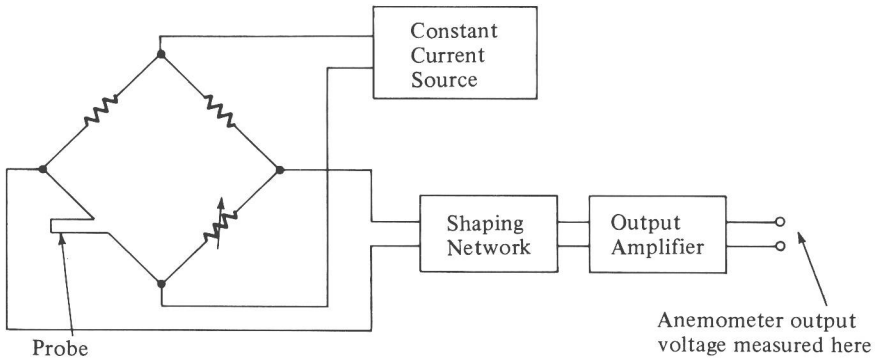 Constant
Current
Source
Shaping
Network
Output
Amplifier
Probe
Anemometer output
voltage measured here